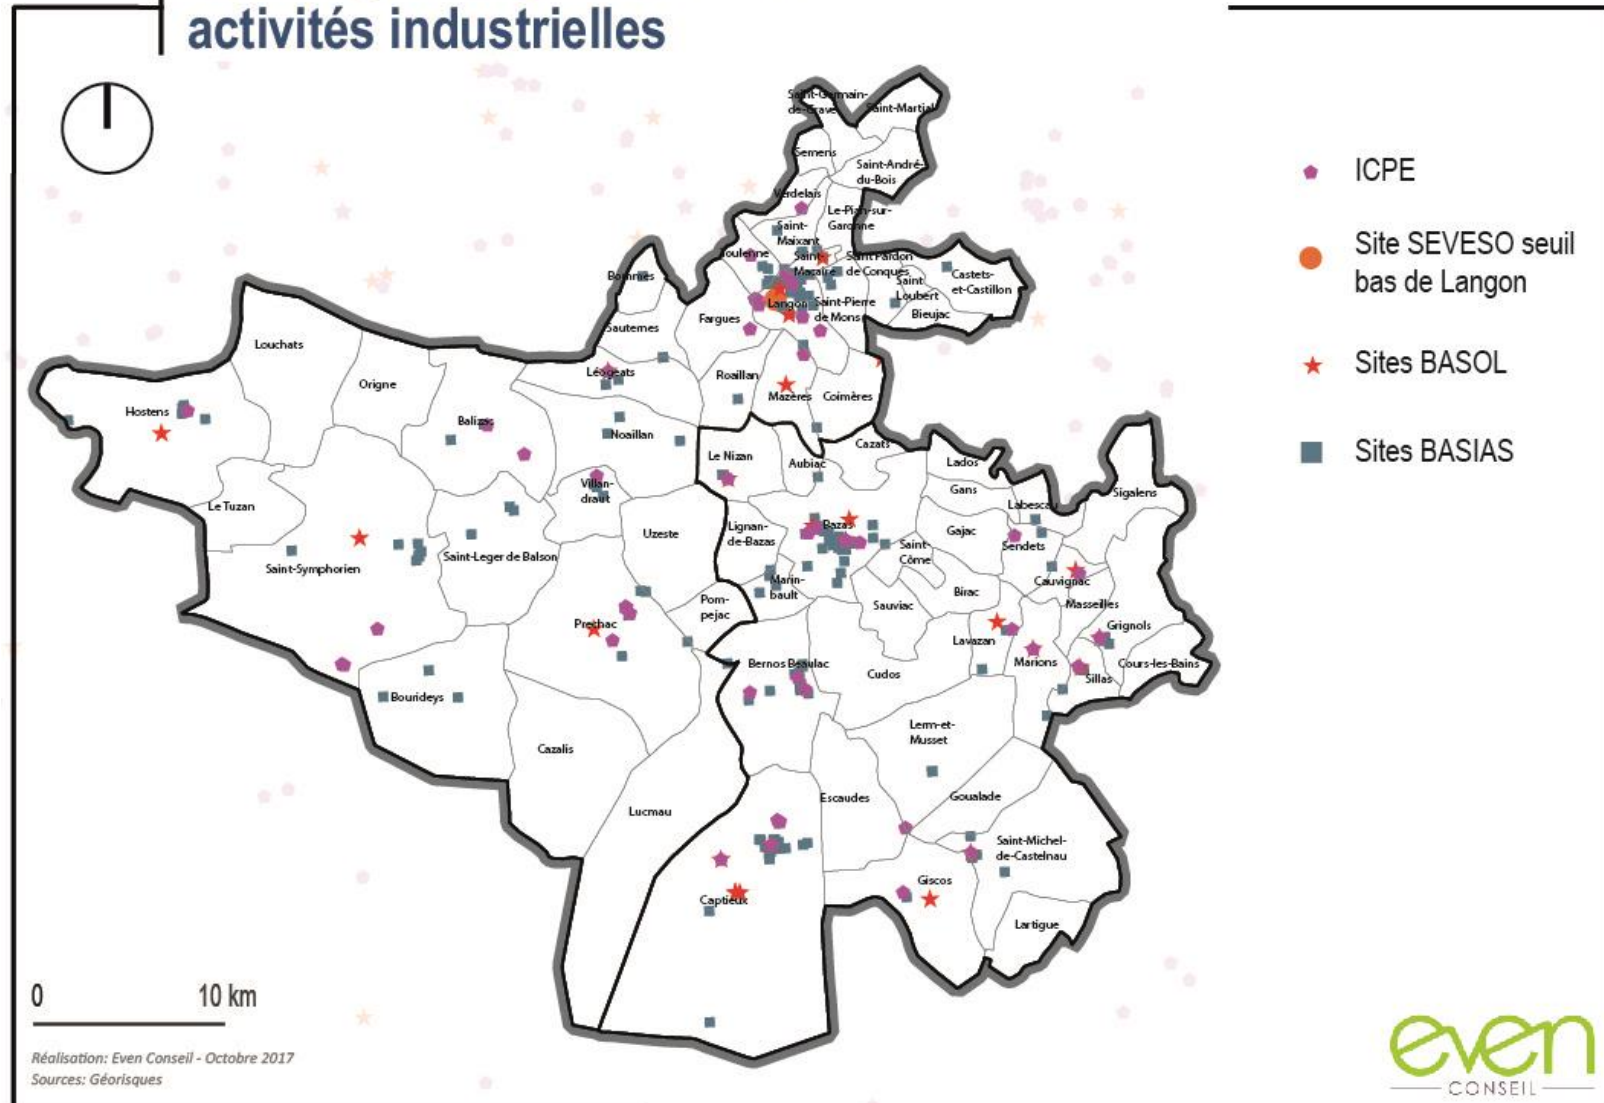 activités industrielles
Saint-Germain-
de-Grave
Saint-Martial
Semens
Saint-André-
du-Bois
Verdelais
Le-Pian-sur-
Garonne
Saint-
Maixant
Toulenne
Saint-
Macaire
Saint Pardon
de Conques
Castets-
et-Castillon
Saint
Loubert
Bieujac
Bommes
Langon
Saint-Pierre
de Mons
Fargues
Sauternes
Louchats
Origne
Léogeats
Roaillan
Mazères
Coimères
Hostens
Balizac
Noaillan
Cazats
Le Nizan
Aubiac
Lados
Gans
Sigalens
Labescau
Villan-
draut
Le Tuzan
Uzeste
Lignan-
de-Bazas
Bazas
Gajac
Sendets
Saint-
Côme
Saint-Leger de Balson
Saint-Symphorien
Cauvignac
Marin-
bault
Birac
Masseilles
Pom-
pejac
Sauviac
Prechac
Grignols
Lavazan
Marions
Cours-les-Bains
Bernos Beaulac
Cudos
Sillas
Bourideys
Lerm-et-
Musset
Cazalis
Escaudes
Goualade
Lucmau
Saint-Michel-
de-Castelnau
Giscos
Captieux
Lartigue
ICPE
Site SEVESO seuil
bas de Langon
Sites BASOL
Sites BASIAS
0 10 km
Réalisation: Even Conseil - Octobre 2017
Sources: Géorisques
even
CONSEIL